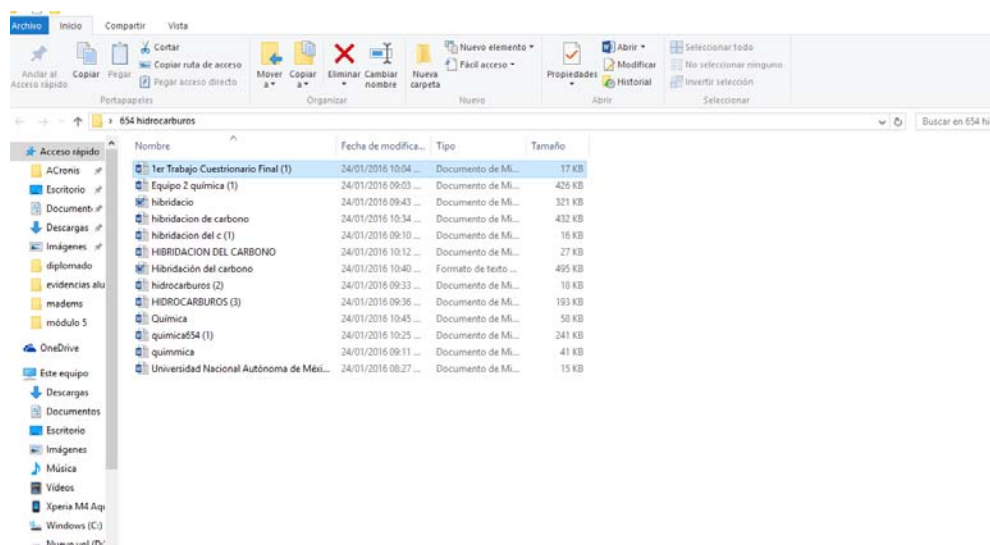 Archivo Inicio Compartir Vista
Anclar al Acceso rápido
Copiar
Pegar
Cortar
Copiar ruta de acceso
Pegar acceso directo
Portapapeles
Mover a
Copiar a
Eliminar
Cambiar nombre
Organizar
Nueva carpeta
Nuevo elemento
Fácil acceso
Nuevo
Propiedades
Abrir
Modificar
Historial
Abrir
Seleccionar todo
No seleccionar ninguno
Invertir selección
Seleccionar
654 hidrocarburos
Buscar en 654 hi
Acceso rápido
ACronis
Escritorio
Document
Descargas
Imágenes
diplomado
evidencias alu
madems
módulo 5
OneDrive
Este equipo
Descargas
Documentos
Escritorio
Imágenes
Música
Vídeos
Xperia M4 Aqu
Windows (C:)
Nuevo vol (D:
Nombre Fecha de modifica... Tipo Tamaño
1er Trabajo Cuestrionario Final (1) 24/01/2016 10:04 ... Documento de Mi... 17 KB
Equipo 2 química (1) 24/01/2016 09:03 ... Documento de Mi... 426 KB
hibridacio 24/01/2016 09:43 ... Documento de Mi... 321 KB
hibridacion de carbono 24/01/2016 10:34 ... Documento de Mi... 432 KB
hibridacion del c (1) 24/01/2016 09:10 ... Documento de Mi... 16 KB
HIBRIDACION DEL CARBONO 24/01/2016 10:12 ... Documento de Mi... 27 KB
Hibridación del carbono 24/01/2016 10:40 ... Formato de texto ... 495 KB
hidrocarburos (2) 24/01/2016 09:33 ... Documento de Mi... 18 KB
HIDROCARBUROS (3) 24/01/2016 09:36 ... Documento de Mi... 193 KB
Química 24/01/2016 10:45 ... Documento de Mi... 58 KB
quimica654 (1) 24/01/2016 10:25 ... Documento de Mi... 241 KB
quimmica 24/01/2016 09:11 ... Documento de Mi... 41 KB
Universidad Nacional Autónoma de Méxi... 24/01/2016 08:27 ... Documento de Mi... 15 KB